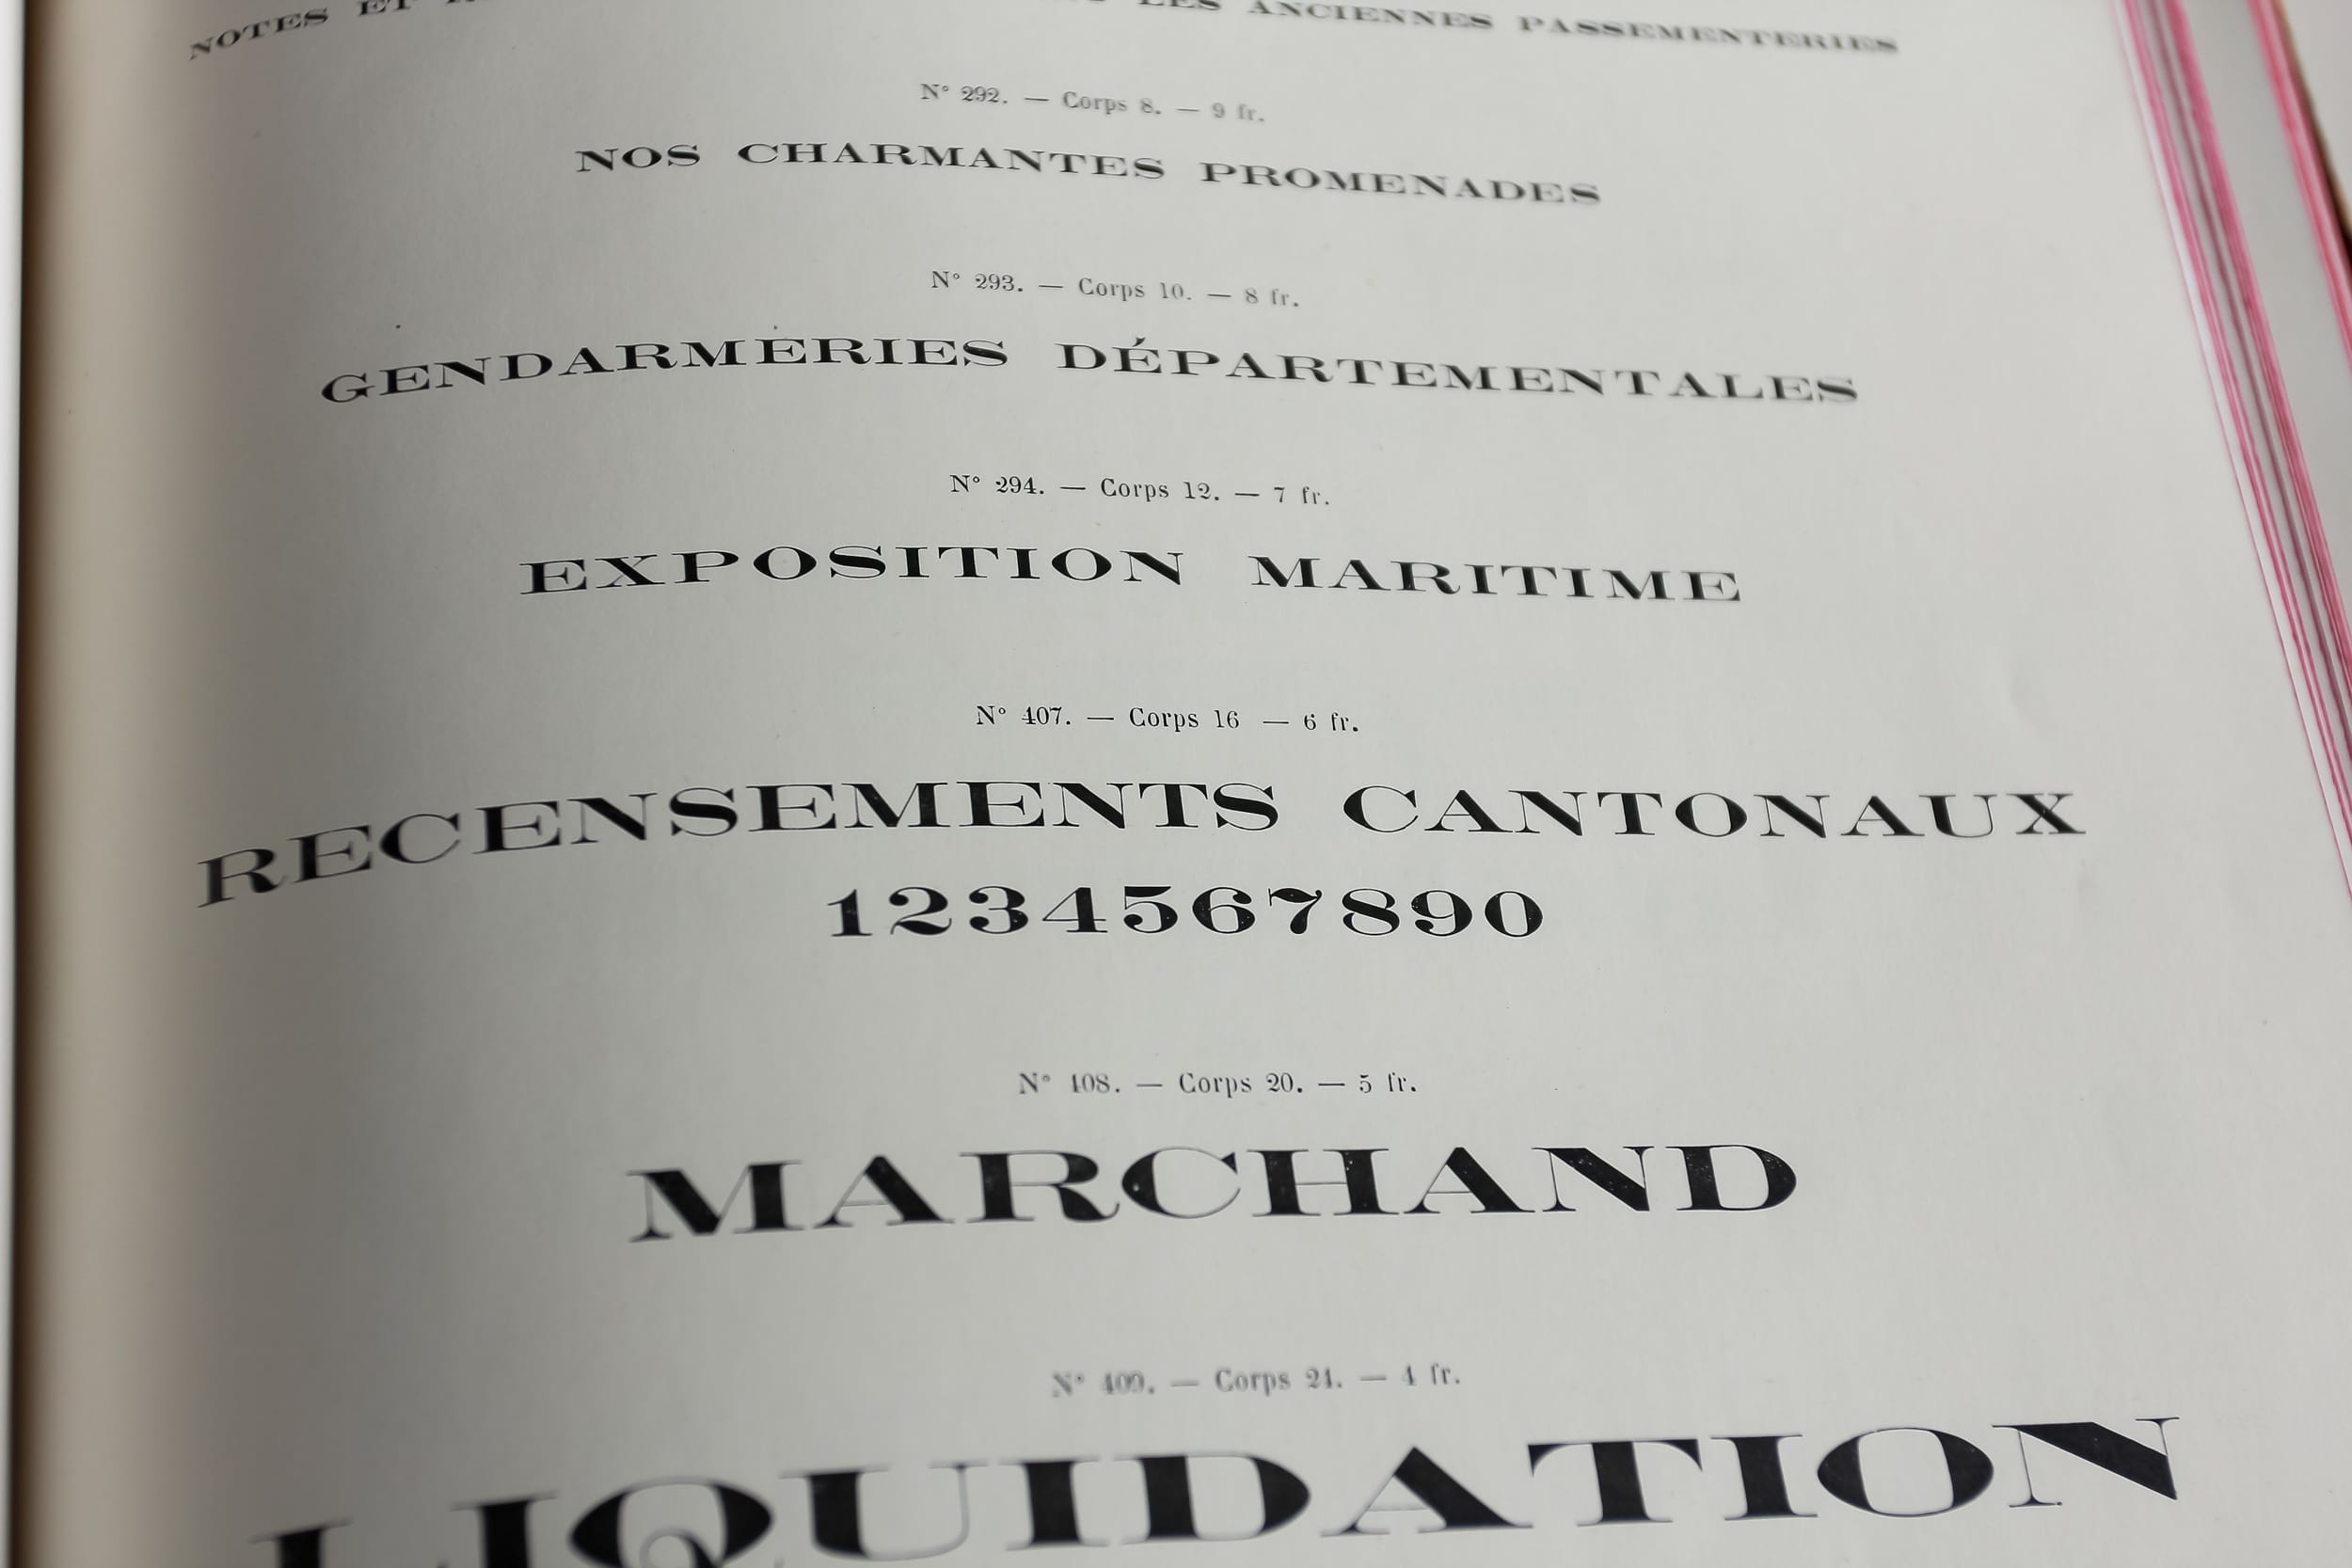 NOTES ET LES ANCIENNES PASSEMENTERIES
N° 292. — Corps 8. — 9 fr.
NOS CHARMANTES PROMENADES
N° 293. — Corps 10. — 8 fr.
GENDARMERIES DÉPARTEMENTALES
N° 294. — Corps 12. — 7 fr.
EXPOSITION MARITIME
N° 407. — Corps 16 — 6 fr.
RECENSEMENTS CANTONAUX
1234567890
N° 408. — Corps 20. — 5 fr.
MARCHAND
N° 409. — Corps 24. — 4 fr.
LIQUIDATION